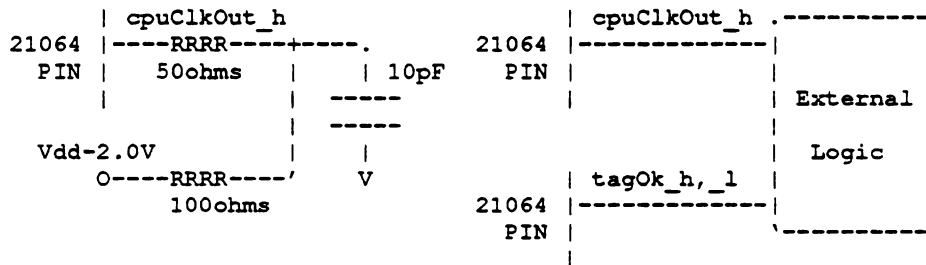 cpuClkOut_h cpuClkOut_h
21064 RRRR 21064
PIN 50ohms 10pF PIN
External
Vdd-2.0V Logic
O RRRR V tagOk_h,_l
100ohms 21064
PIN